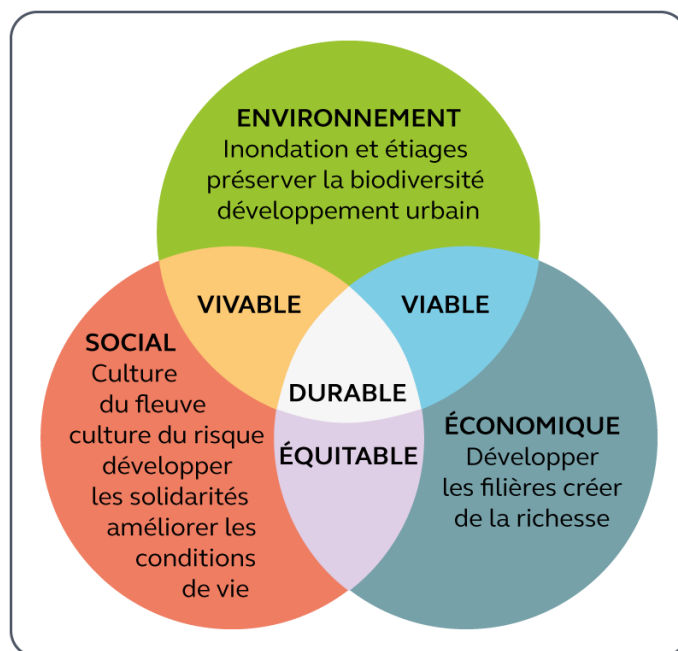 ENVIRONNEMENT
Inondation et étiages
préserver la biodiversité
développement urbain
VIVABLE
VIABLE
SOCIAL
Culture
du fleuve
culture du risque
développer
les solidarités
améliorer les
conditions
de vie
DURABLE
ÉQUITABLE
ÉCONOMIQUE
Développer
les filières créer
de la richesse